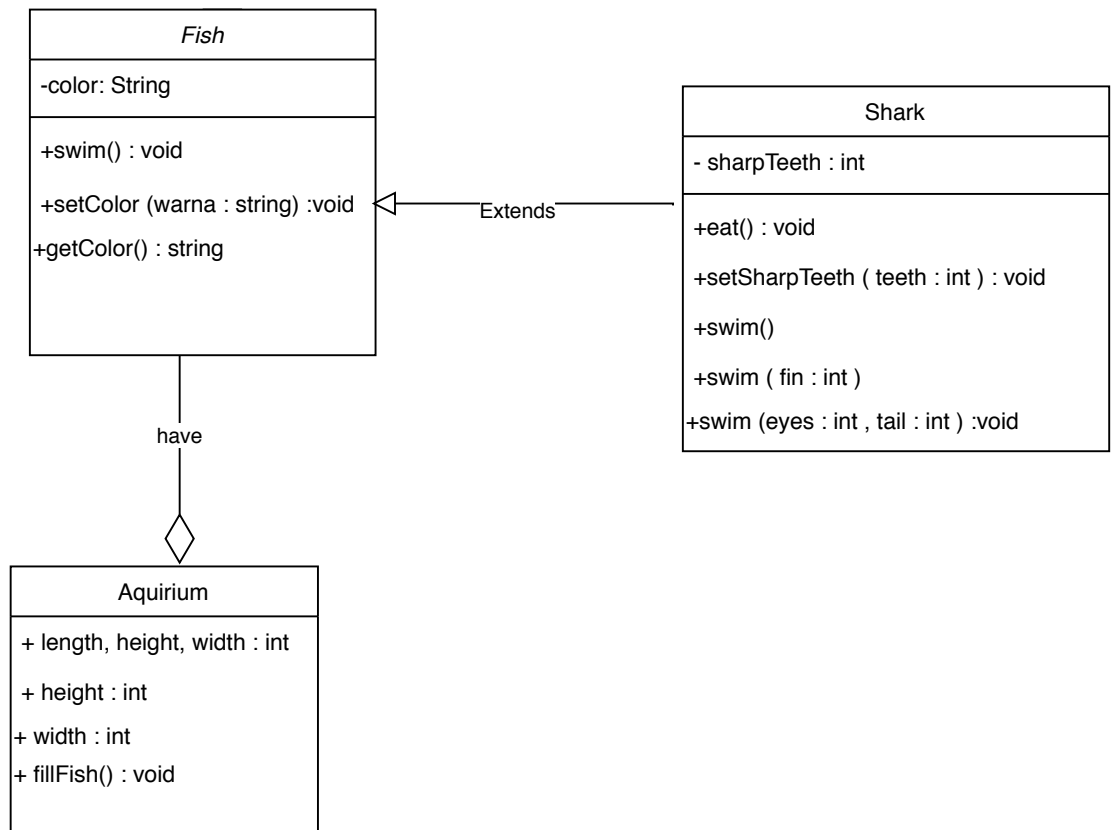 Fish
-color: String
+swim() : void
+setColor (warna : string) :void
+getColor() : string
Extends
Shark
- sharpTeeth : int
+eat() : void
+setSharpTeeth ( teeth : int ) : void
+swim()
+swim ( fin : int )
+swim (eyes : int , tail : int ) :void
have
Aquirium
+ length, height, width : int
+ height : int
+ width : int
+ fillFish() : void